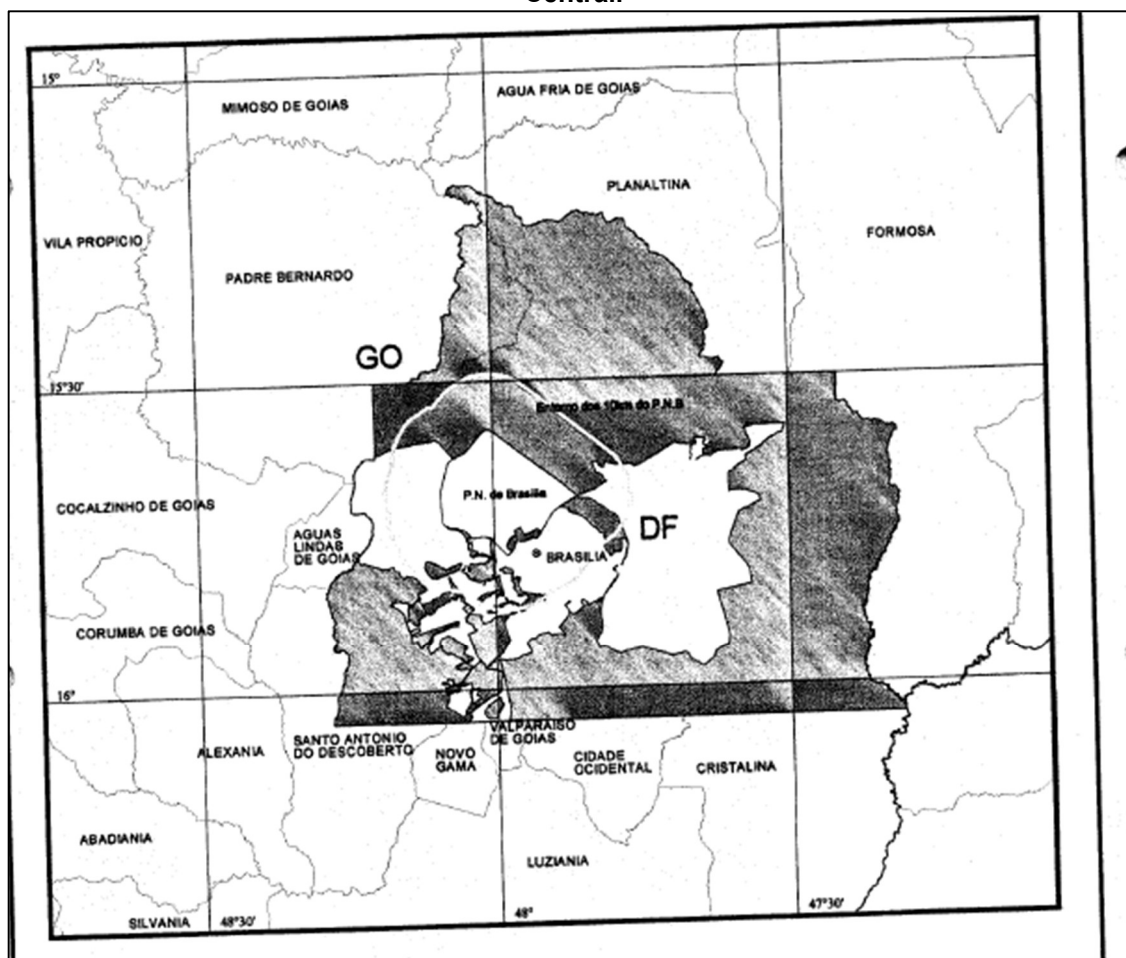 Central.
15°
MIMOSO DE GOIAS
AGUA FRIA DE GOIAS
PLANALTINA
VILA PROPICIO
FORMOSA
PADRE BERNARDO
GO
15°30'
Entorno dos 10km do P.N.B
P.N. de Brasilia
COCALZINHO DE GOIAS
AGUAS
LINDAS
DE GOIAS
DF
BRASILIA
CORUMBA DE GOIAS
16°
ALEXANIA
SANTO ANTONIO
DO DESCOBERTO
NOVO
GAMA
VALPARAISO
DE GOIAS
CIDADE
OCIDENTAL
CRISTALINA
ABADIANIA
LUZIANIA
SILVANIA
48°30'
48°
47°30'